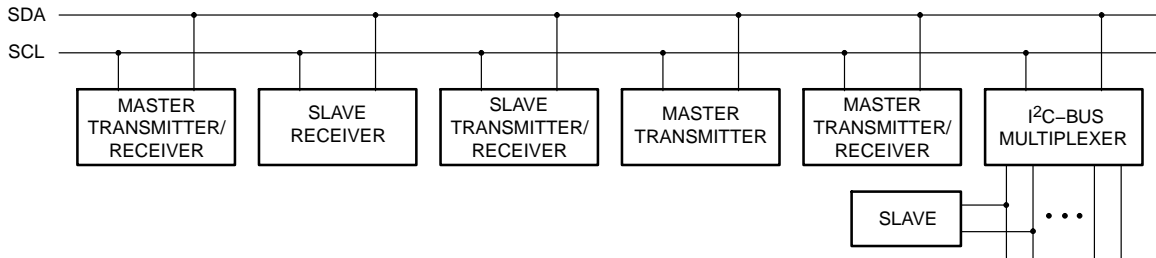 SDA
SCL
MASTER
TRANSMITTER/
RECEIVER
SLAVE
RECEIVER
SLAVE
TRANSMITTER/
RECEIVER
MASTER
TRANSMITTER
MASTER
TRANSMITTER/
RECEIVER
I²C–BUS
MULTIPLEXER
SLAVE